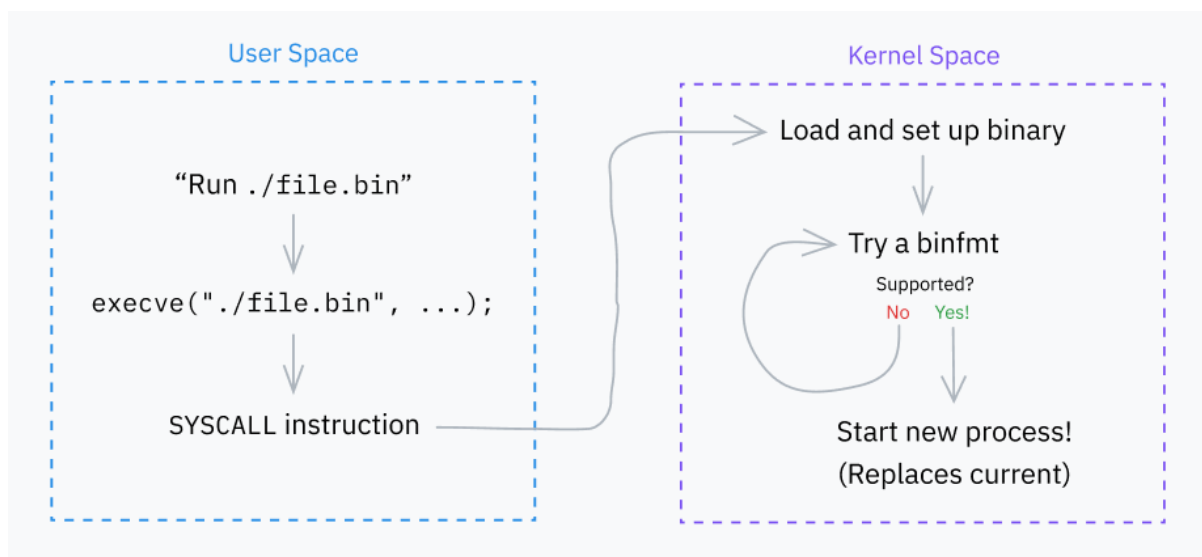 User Space
“Run ./file.bin”
execve("./file.bin", ...);
SYSCALL instruction
Kernel Space
Load and set up binary
Try a binfmt
Supported?
No Yes!
Start new process!
(Replaces current)